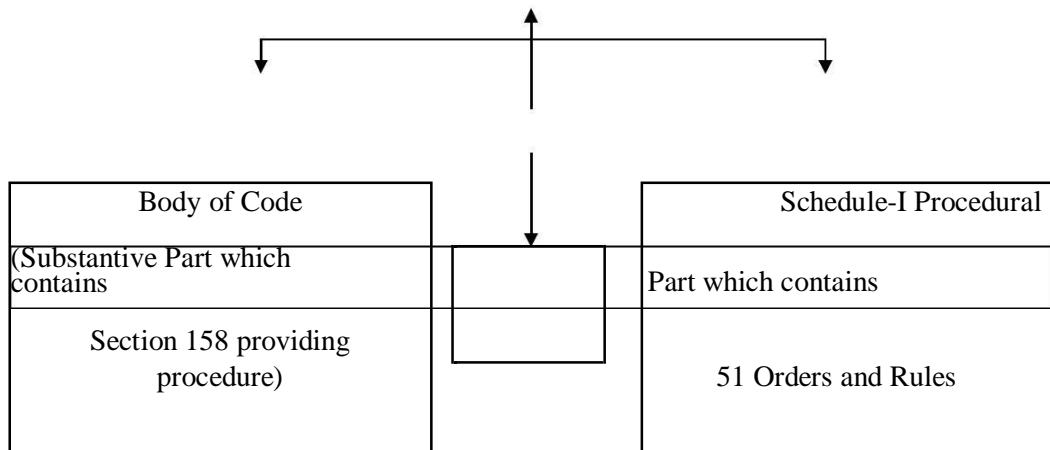 Body of Code
(Substantive Part which
contains
Section 158 providing
procedure)
Schedule-I Procedural
Part which contains
51 Orders and Rules